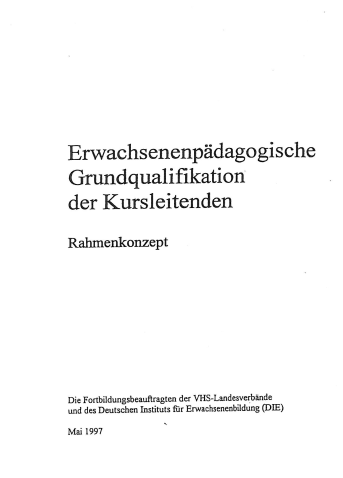 Erwachsenenpädagogische
Grundqualifikation
der Kursleitenden
Rahmenkonzept
Die Fortbildungsbeauftragten der VHS-Landesverbände
und des Deutschen Instituts für Erwachsenenbildung (DIE)
Mai 1997